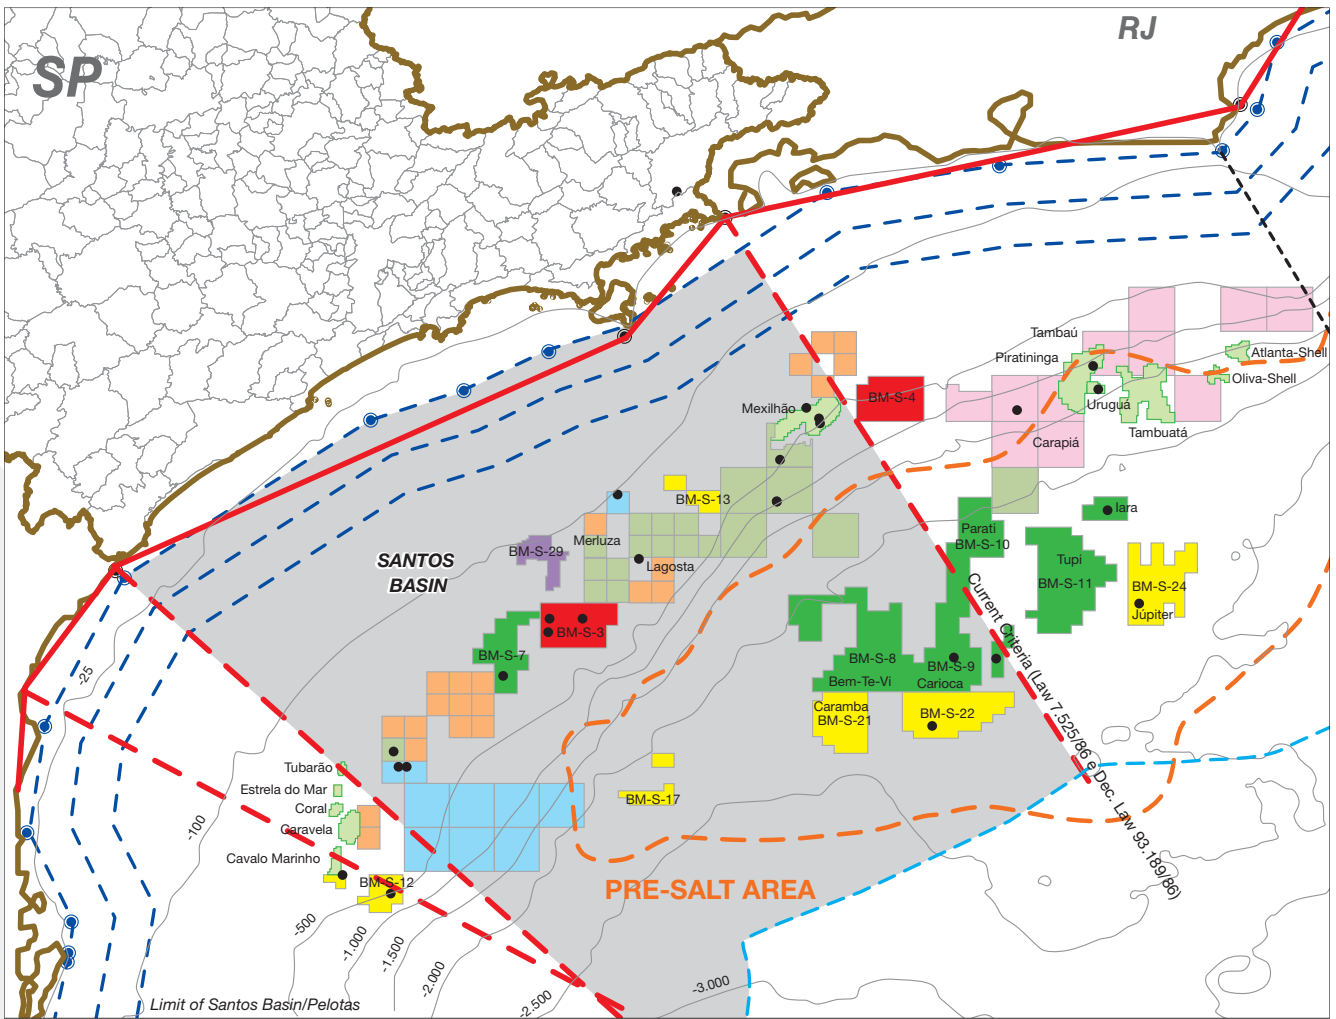 RJ
SP
Tambaú
Atlanta-Shell
Piratininga
Oliva-Shell
BM-S-4
Mexilhão
Uruguá
Tambuatá
Carapiá
BM-S-13
Iara
Parati
BM-S-10
Merluza
BM-S-29
SANTOS
BASIN
Lagosta
Tupi
BM-S-11
BM-S-24
Júpiter
Current Criteria (Law 7.525/86 e Dec. Law 93.189/86)
BM-S-3
BM-S-7
BM-S-8
BM-S-9
Bem-Te-Vi
Carioca
-25
Caramba
BM-S-21
BM-S-22
Tubarão
Estrela do Mar
BM-S-17
Coral
Caravela
-100
Cavalo Marinho
BM-S-12
PRE-SALT AREA
-500
-1.000
-1.500
-2.000
-2.500
-3.000
Limit of Santos Basin/Pelotas